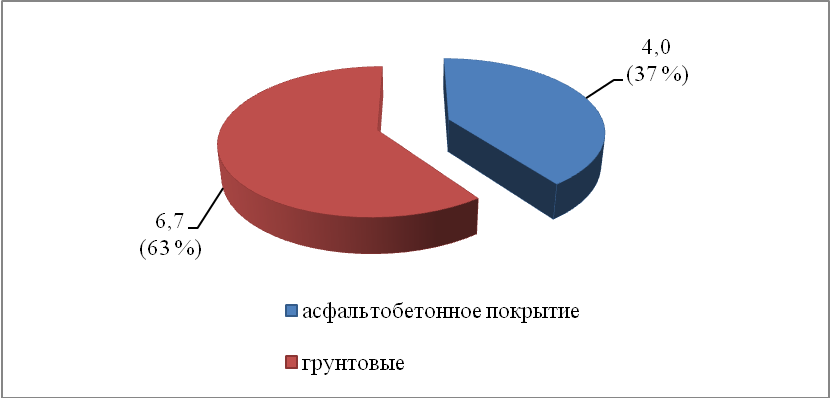 4,0
(37 %)
6,7
(63 %)
асфальтобетонное покрытие
грунтовые